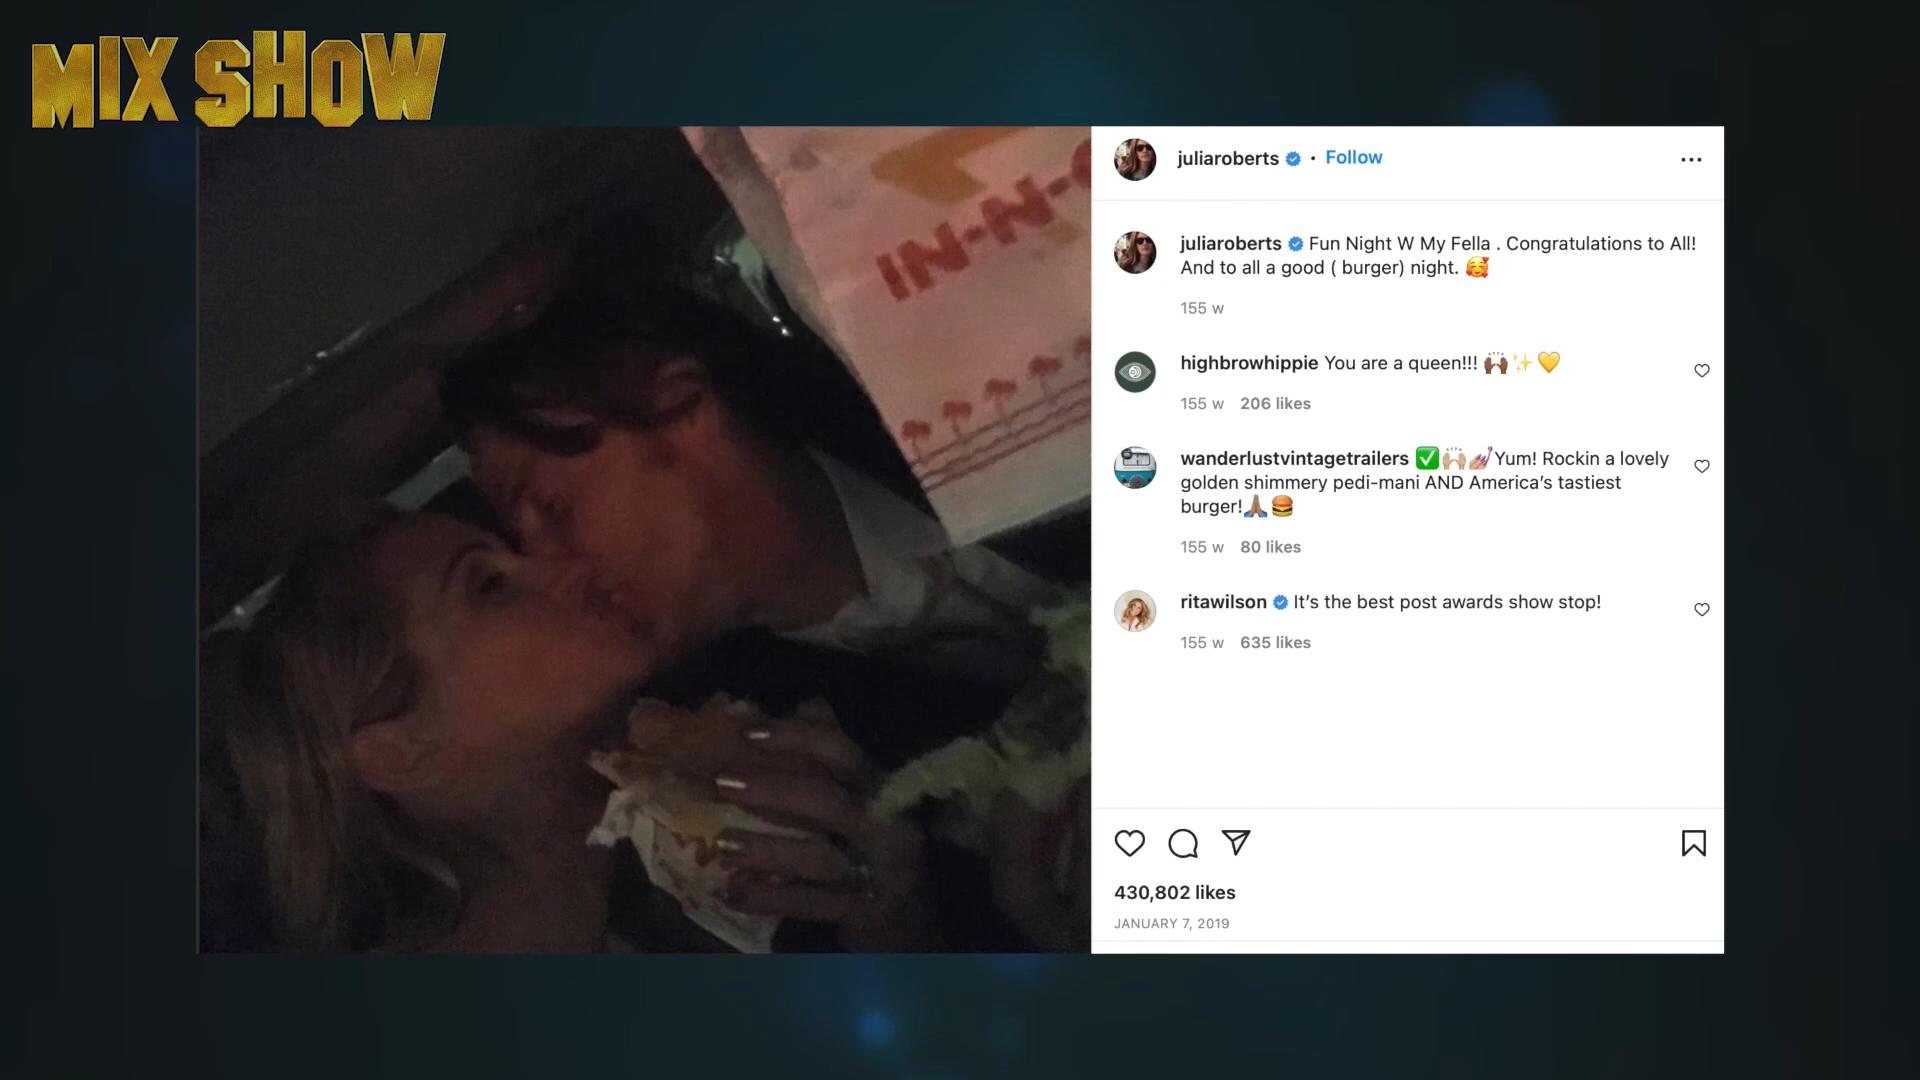 MIX SHOW
IN-N-
juliaroberts • Follow
juliaroberts Fun Night W My Fella . Congratulations to All!
And to all a good ( burger) night. 🥰
155 w
highbrowhippie You are a queen!!! 🙌🏾✨💛
155 w 206 likes
wanderlustvintagetrailers ✅🙌🏼💅🏼Yum! Rockin a lovely
golden shimmery pedi-mani AND America’s tastiest
burger!🙏🏽🍔
155 w 80 likes
ritawilson It’s the best post awards show stop!
155 w 635 likes
430,802 likes
JANUARY 7, 2019